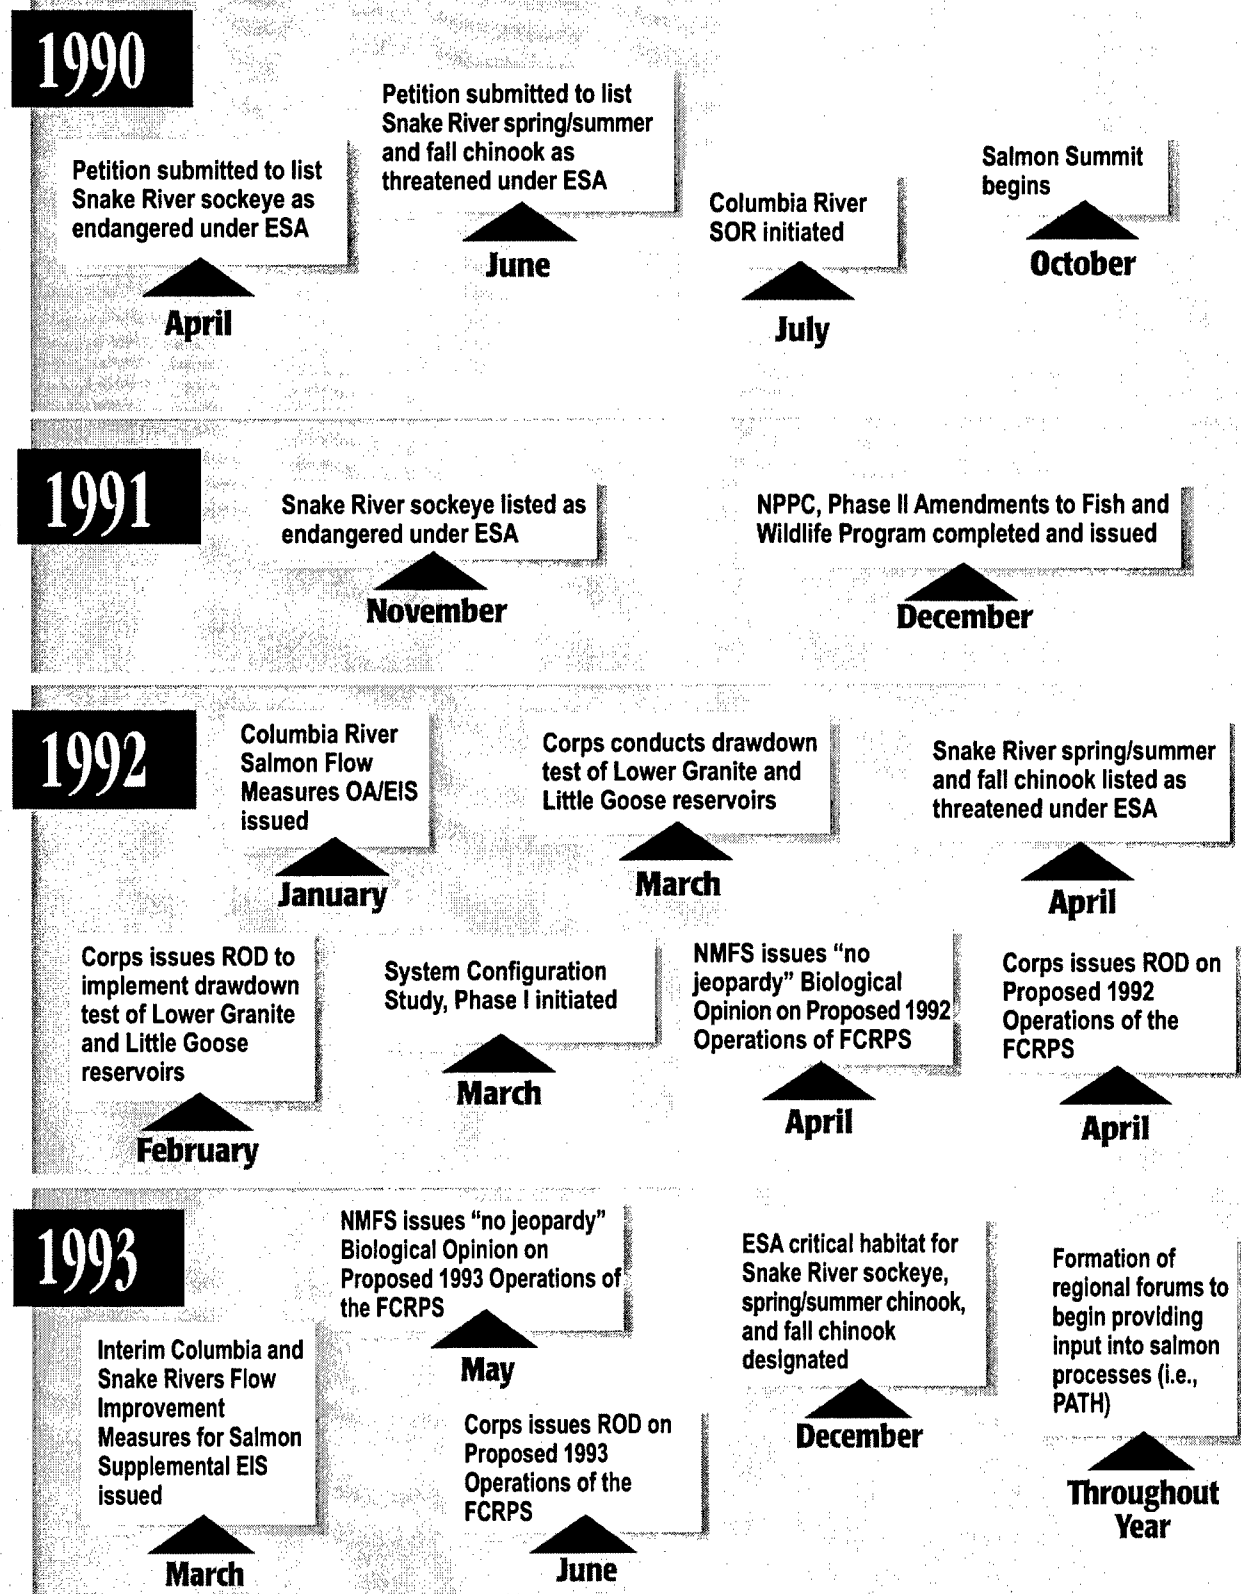 1990
Petition submitted to list
Snake River sockeye as
endangered under ESA
April
Petition submitted to list
Snake River spring/summer
and fall chinook as
threatened under ESA
June
Columbia River
SOR initiated
July
Salmon Summit
begins
October
1991
Snake River sockeye listed as
endangered under ESA
November
NPPC, Phase II Amendments to Fish and
Wildlife Program completed and issued
December
1992
Columbia River
Salmon Flow
Measures OA/EIS
issued
January
Corps conducts drawdown
test of Lower Granite and
Little Goose reservoirs
March
Snake River spring/summer
and fall chinook listed as
threatened under ESA
April
Corps issues ROD to
implement drawdown
test of Lower Granite
and Little Goose
reservoirs
February
System Configuration
Study, Phase I initiated
March
NMFS issues “no
jeopardy” Biological
Opinion on Proposed 1992
Operations of FCRPS
April
Corps issues ROD on
Proposed 1992
Operations of the
FCRPS
April
1993
Interim Columbia and
Snake Rivers Flow
Improvement
Measures for Salmon
Supplemental EIS
issued
March
NMFS issues “no jeopardy”
Biological Opinion on
Proposed 1993 Operations of
the FCRPS
May
Corps issues ROD on
Proposed 1993
Operations of the
FCRPS
June
ESA critical habitat for
Snake River sockeye,
spring/summer chinook,
and fall chinook
designated
December
Formation of
regional forums to
begin providing
input into salmon
processes (i.e.,
PATH)
Throughout
Year